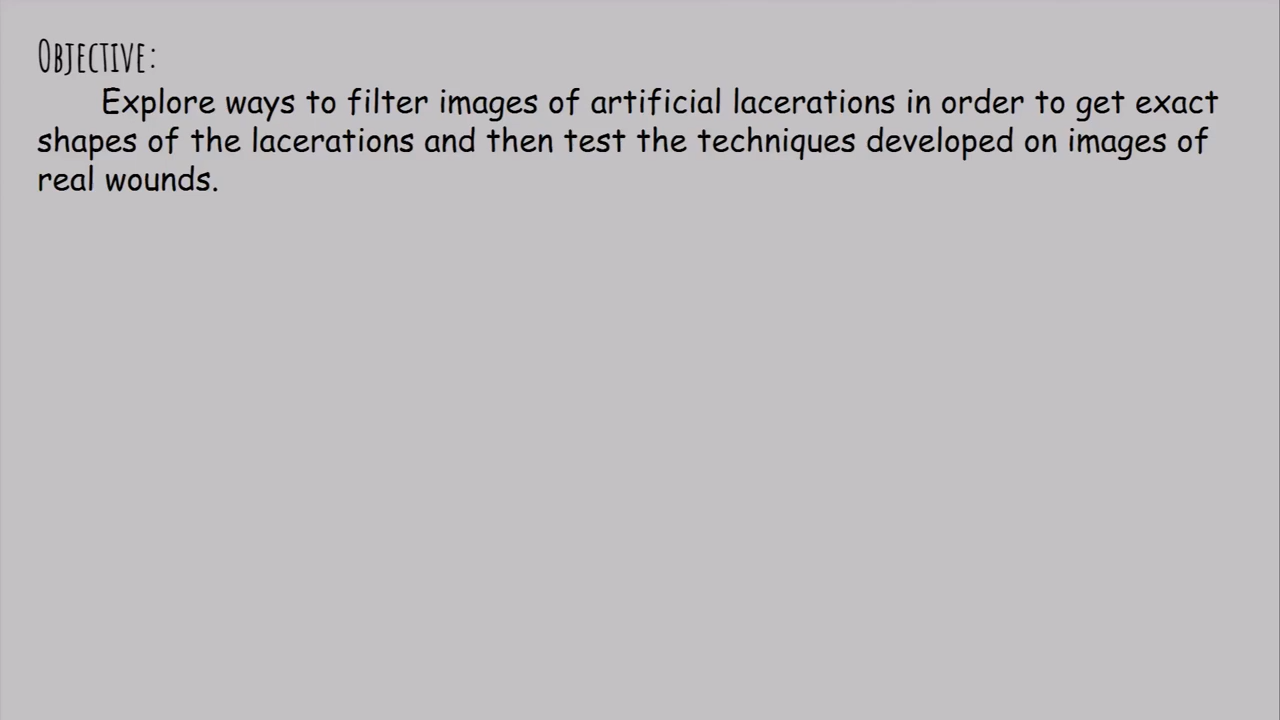 Objective:
Explore ways to filter images of artificial lacerations in order to get exact
shapes of the lacerations and then test the techniques developed on images of
real wounds.